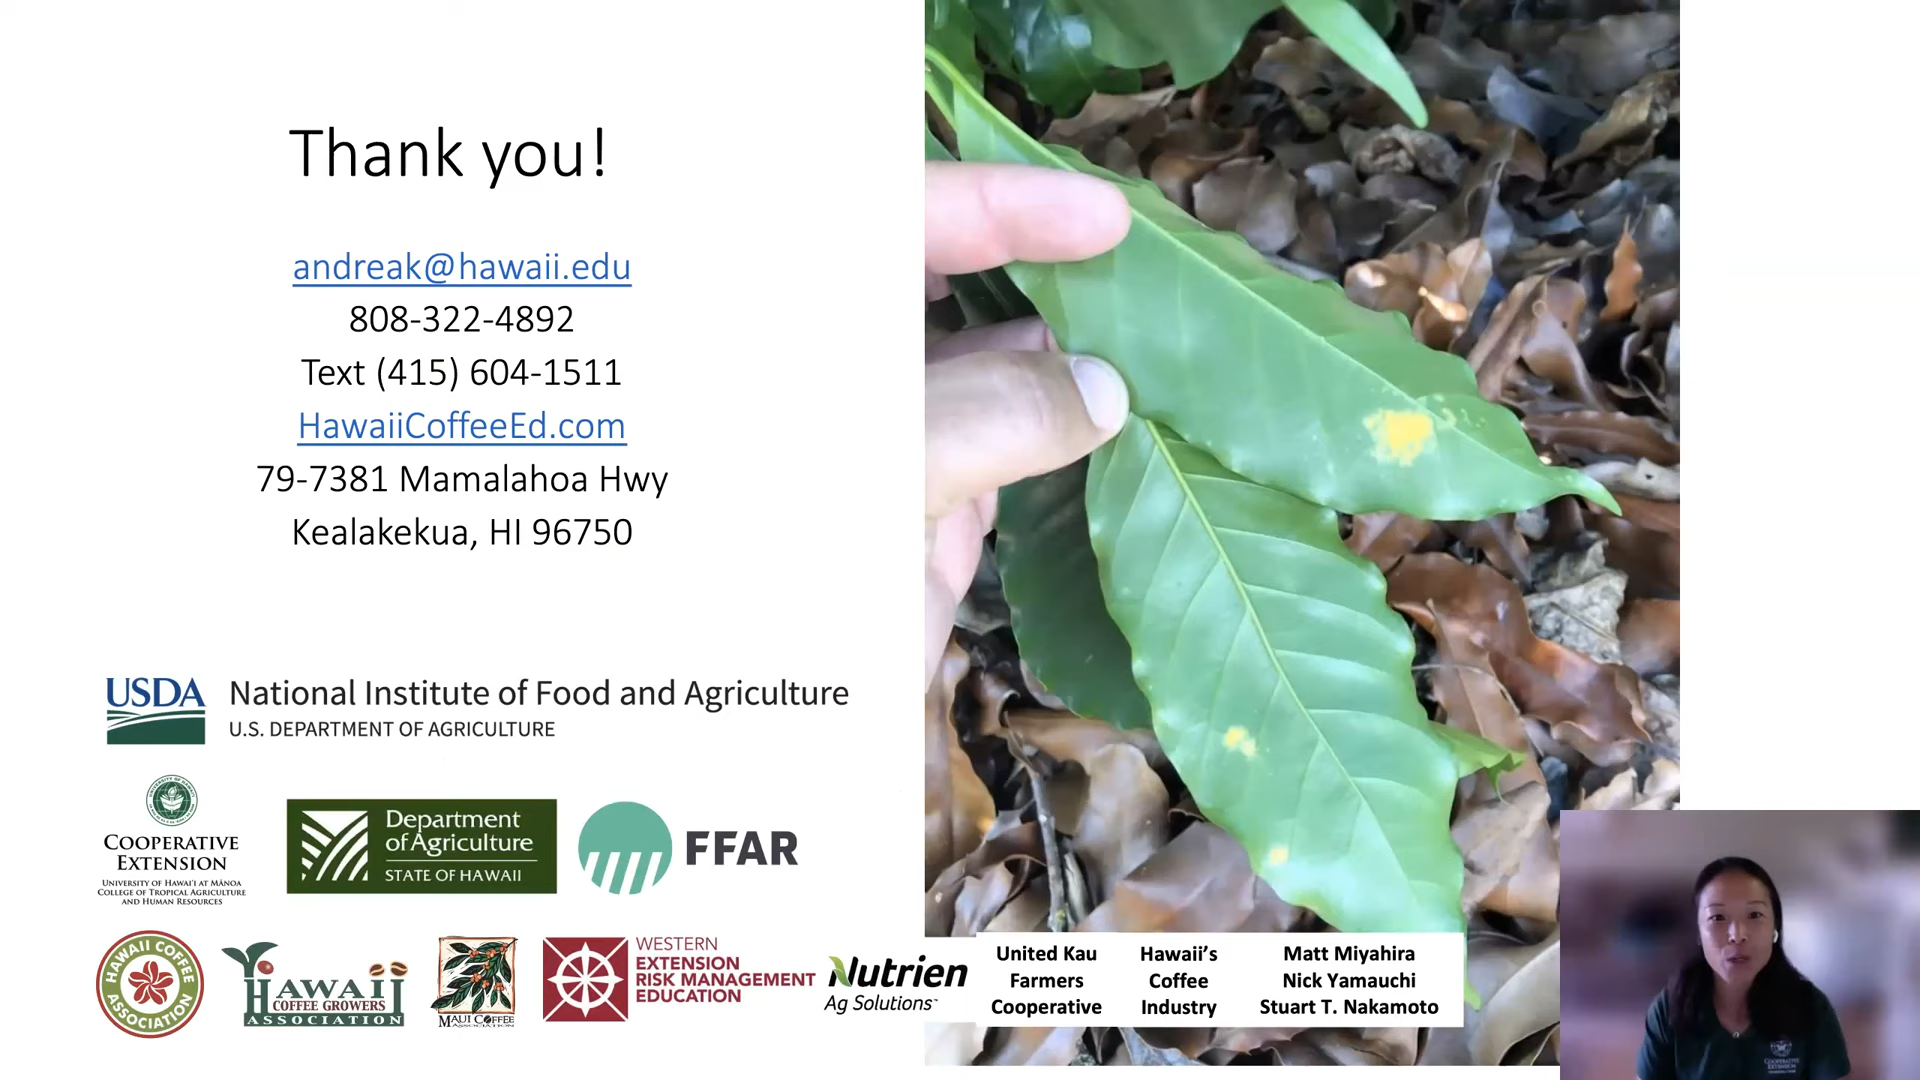 Thank you!
andreak@hawaii.edu
808-322-4892
Text (415) 604-1511
HawaiiCoffeeEd.com
79-7381 Mamalahoa Hwy
Kealakekua, HI 96750
USDA
National Institute of Food and Agriculture
U.S. DEPARTMENT OF AGRICULTURE
COOPERATIVE
EXTENSION
UNIVERSITY OF HAWAI'I AT MĀNOA
COLLEGE OF TROPICAL AGRICULTURE
AND HUMAN RESOURCES
Department
of Agriculture
STATE OF HAWAII
FFAR
HAWAII COFFEE
ASSOCIATION
HAWAII
COFFEE GROWERS
ASSOCIATION
MAUI COFFEE
ASSOCIATION
WESTERN
EXTENSION
RISK MANAGEMENT
EDUCATION
Nutrien
Ag Solutions™
United Kau
Farmers
Cooperative
Hawaii's
Coffee
Industry
Matt Miyahira
Nick Yamauchi
Stuart T. Nakamoto
COOPERATIVE
EXTENSION